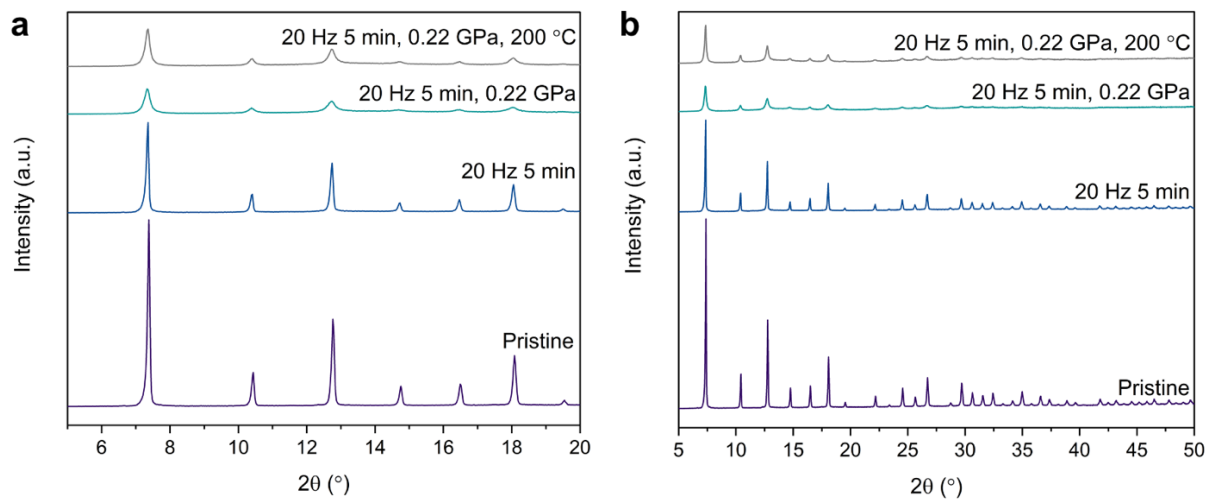 a
20 Hz 5 min, 0.22 GPa, 200 °C
20 Hz 5 min, 0.22 GPa
20 Hz 5 min
Pristine
Intensity (a.u.)
6 8 10 12 14 16 18 20
2θ (°)
b
20 Hz 5 min, 0.22 GPa, 200 °C
20 Hz 5 min, 0.22 GPa
20 Hz 5 min
Pristine
Intensity (a.u.)
5 10 15 20 25 30 35 40 45 50
2θ (°)